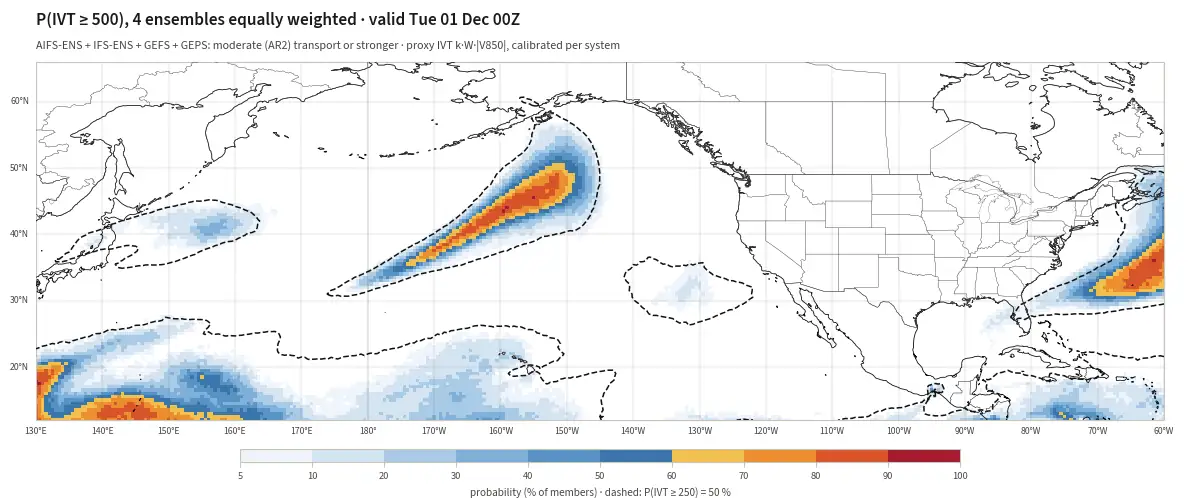 P(IVT ≥ 500), 4 ensembles equally weighted · valid Tue 01 Dec 00Z
AIFS-ENS + IFS-ENS + GEFS + GEPS: moderate (AR2) transport or stronger · proxy IVT k·W·|V850|, calibrated per system
60°N
50°N
40°N
30°N
20°N
130°E 140°E 150°E 160°E 170°E 180° 170°W 160°W 150°W 140°W 130°W 120°W 110°W 100°W 90°W 80°W 70°W 60°W
5 10 20 30 40 50 60 70 80 90 100
probability (% of members) · dashed: P(IVT ≥ 250) = 50 %